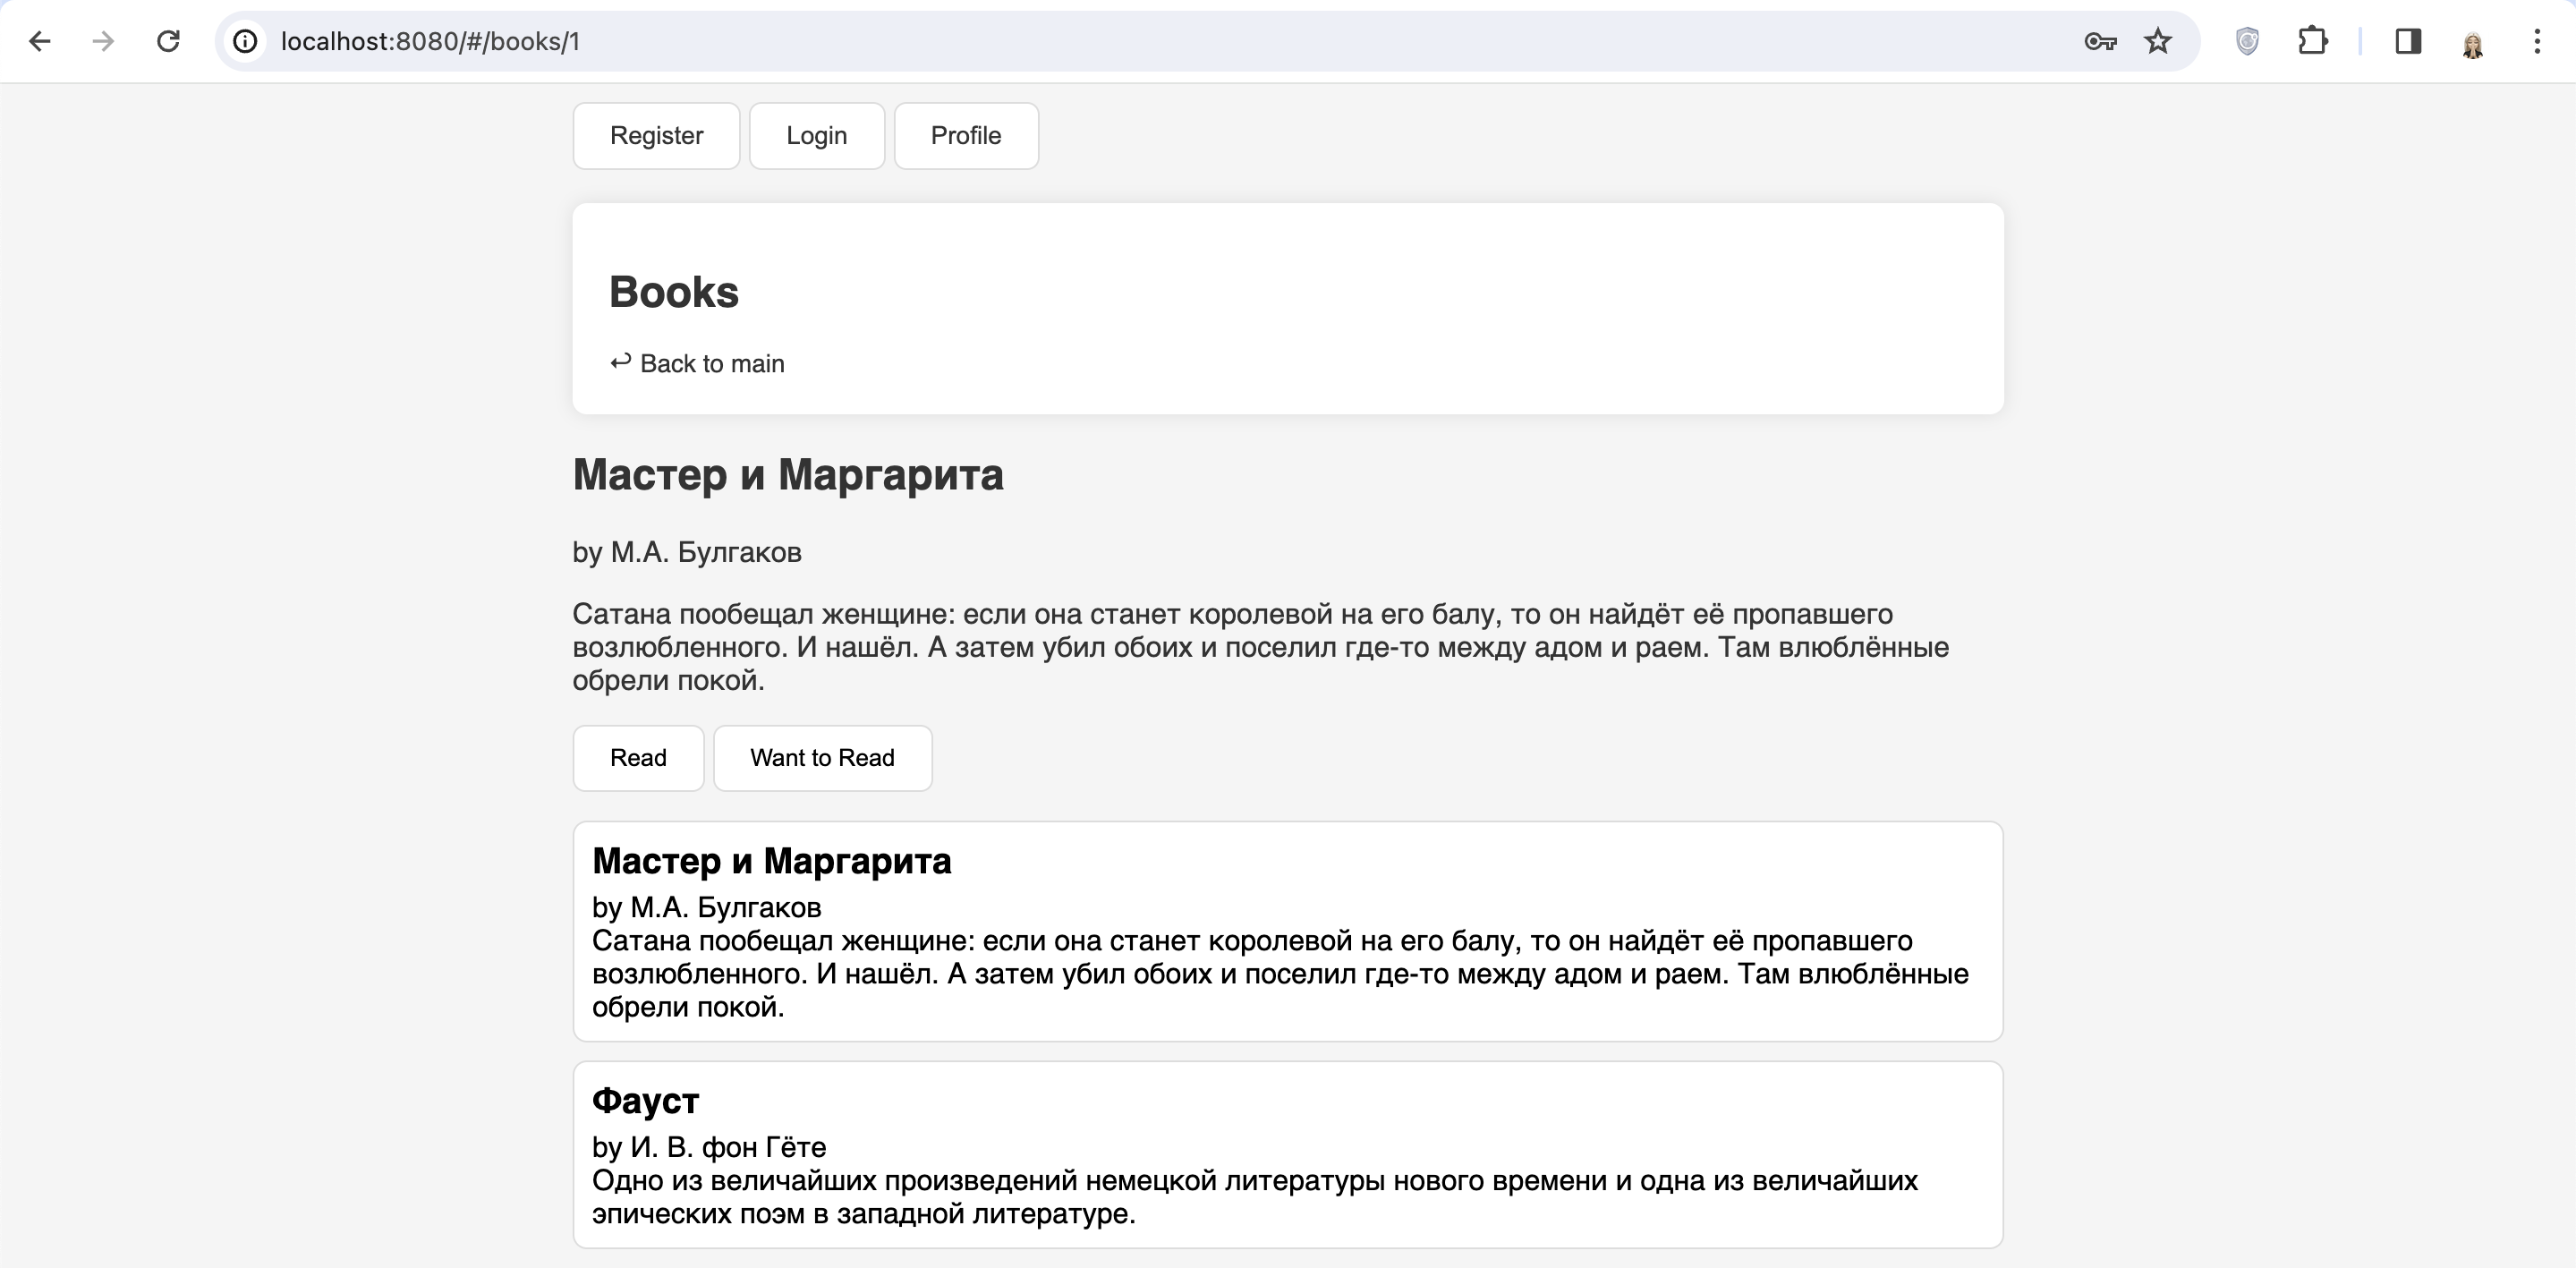 localhost:8080/#/books/1
Register Login Profile
Books
↩ Back to main
Мастер и Маргарита
by М.А. Булгаков
Сатана пообещал женщине: если она станет королевой на его балу, то он найдёт её пропавшего
возлюбленного. И нашёл. А затем убил обоих и поселил где-то между адом и раем. Там влюблённые
обрели покой.
Read Want to Read
Мастер и Маргарита
by М.А. Булгаков
Сатана пообещал женщине: если она станет королевой на его балу, то он найдёт её пропавшего
возлюбленного. И нашёл. А затем убил обоих и поселил где-то между адом и раем. Там влюблённые
обрели покой.
Фауст
by И. В. фон Гёте
Одно из величайших произведений немецкой литературы нового времени и одна из величайших
эпических поэм в западной литературе.